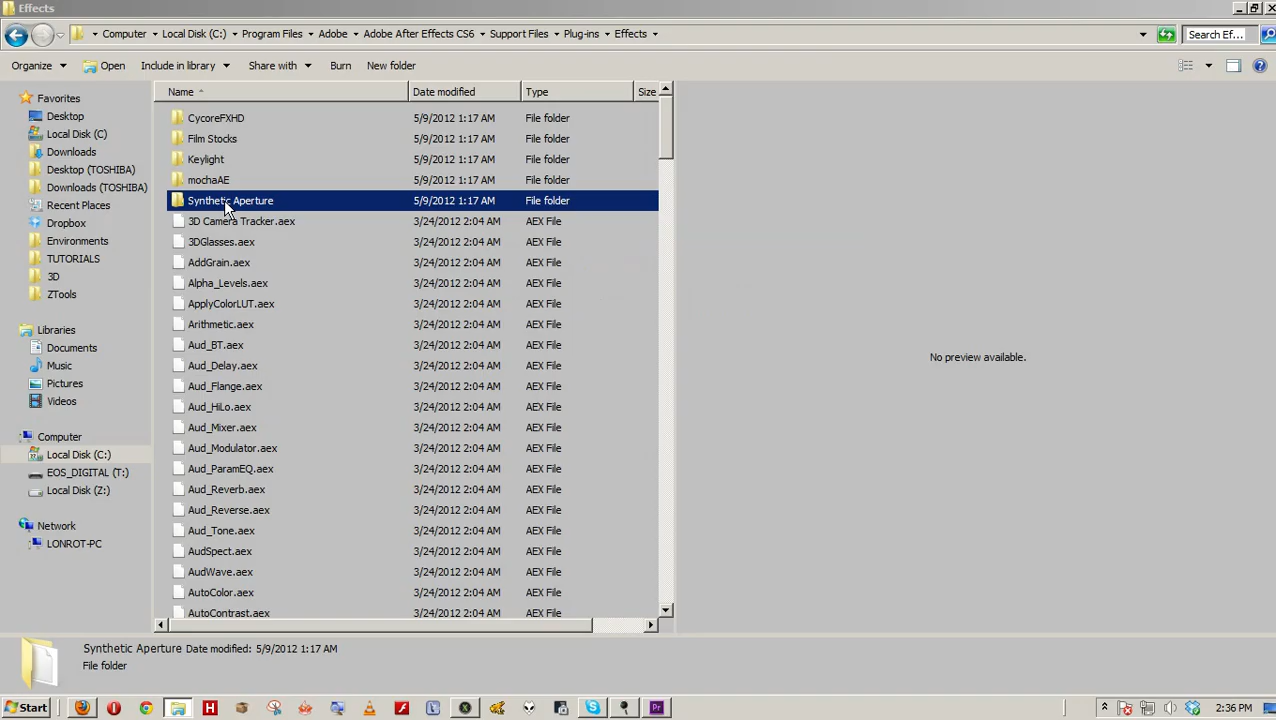 Effects
Computer Local Disk (C:) Program Files Adobe Adobe After Effects CS6 Support Files Plug-ins Effects Search Ef...
Organize Open Include in library Share with Burn New folder
Name Date modified Type Size
Favorites
Desktop
Local Disk (C)
Downloads
Desktop (TOSHIBA)
Downloads (TOSHIBA)
Recent Places
Dropbox
Environments
TUTORIALS
3D
ZTools
Libraries
Documents
Music
Pictures
Videos
Computer
Local Disk (C:)
EOS_DIGITAL (T:)
Local Disk (Z:)
Network
LONROT-PC
CycoreFXHD 5/9/2012 1:17 AM File folder
Film Stocks 5/9/2012 1:17 AM File folder
Keylight 5/9/2012 1:17 AM File folder
mochaAE 5/9/2012 1:17 AM File folder
Synthetic Aperture 5/9/2012 1:17 AM File folder
3D Camera Tracker.aex 3/24/2012 2:04 AM AEX File
3DGlasses.aex 3/24/2012 2:04 AM AEX File
AddGrain.aex 3/24/2012 2:04 AM AEX File
Alpha_Levels.aex 3/24/2012 2:04 AM AEX File
ApplyColorLUT.aex 3/24/2012 2:04 AM AEX File
Arithmetic.aex 3/24/2012 2:04 AM AEX File
Aud_BT.aex 3/24/2012 2:04 AM AEX File
Aud_Delay.aex 3/24/2012 2:04 AM AEX File
Aud_Flange.aex 3/24/2012 2:04 AM AEX File
Aud_HiLo.aex 3/24/2012 2:04 AM AEX File
Aud_Mixer.aex 3/24/2012 2:04 AM AEX File
Aud_Modulator.aex 3/24/2012 2:04 AM AEX File
Aud_ParamEQ.aex 3/24/2012 2:04 AM AEX File
Aud_Reverb.aex 3/24/2012 2:04 AM AEX File
Aud_Reverse.aex 3/24/2012 2:04 AM AEX File
Aud_Tone.aex 3/24/2012 2:04 AM AEX File
AudSpect.aex 3/24/2012 2:04 AM AEX File
AudWave.aex 3/24/2012 2:04 AM AEX File
AutoColor.aex 3/24/2012 2:04 AM AEX File
AutoContrast.aex 3/24/2012 2:04 AM AEX File
No preview available.
Synthetic Aperture Date modified: 5/9/2012 1:17 AM
File folder
Start H Pr 2:36 PM